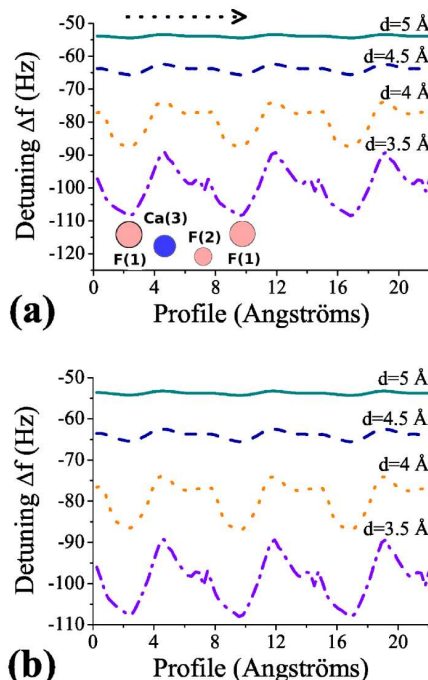 -50
-60
-70
-80
-90
-100
-110
-120
Detuning Δf (Hz)
d=5 Å
d=4.5 Å
d=4 Å
d=3.5 Å
Ca(3)
F(2)
F(1)
F(1)
0 4 8 12 16 20
Profile (Angströms)
(a)
-50
-60
-70
-80
-90
-100
-110
Detuning Δf (Hz)
d=5 Å
d=4.5 Å
d=4 Å
d=3.5 Å
0 4 8 12 16 20
Profile (Angströms)
(b)